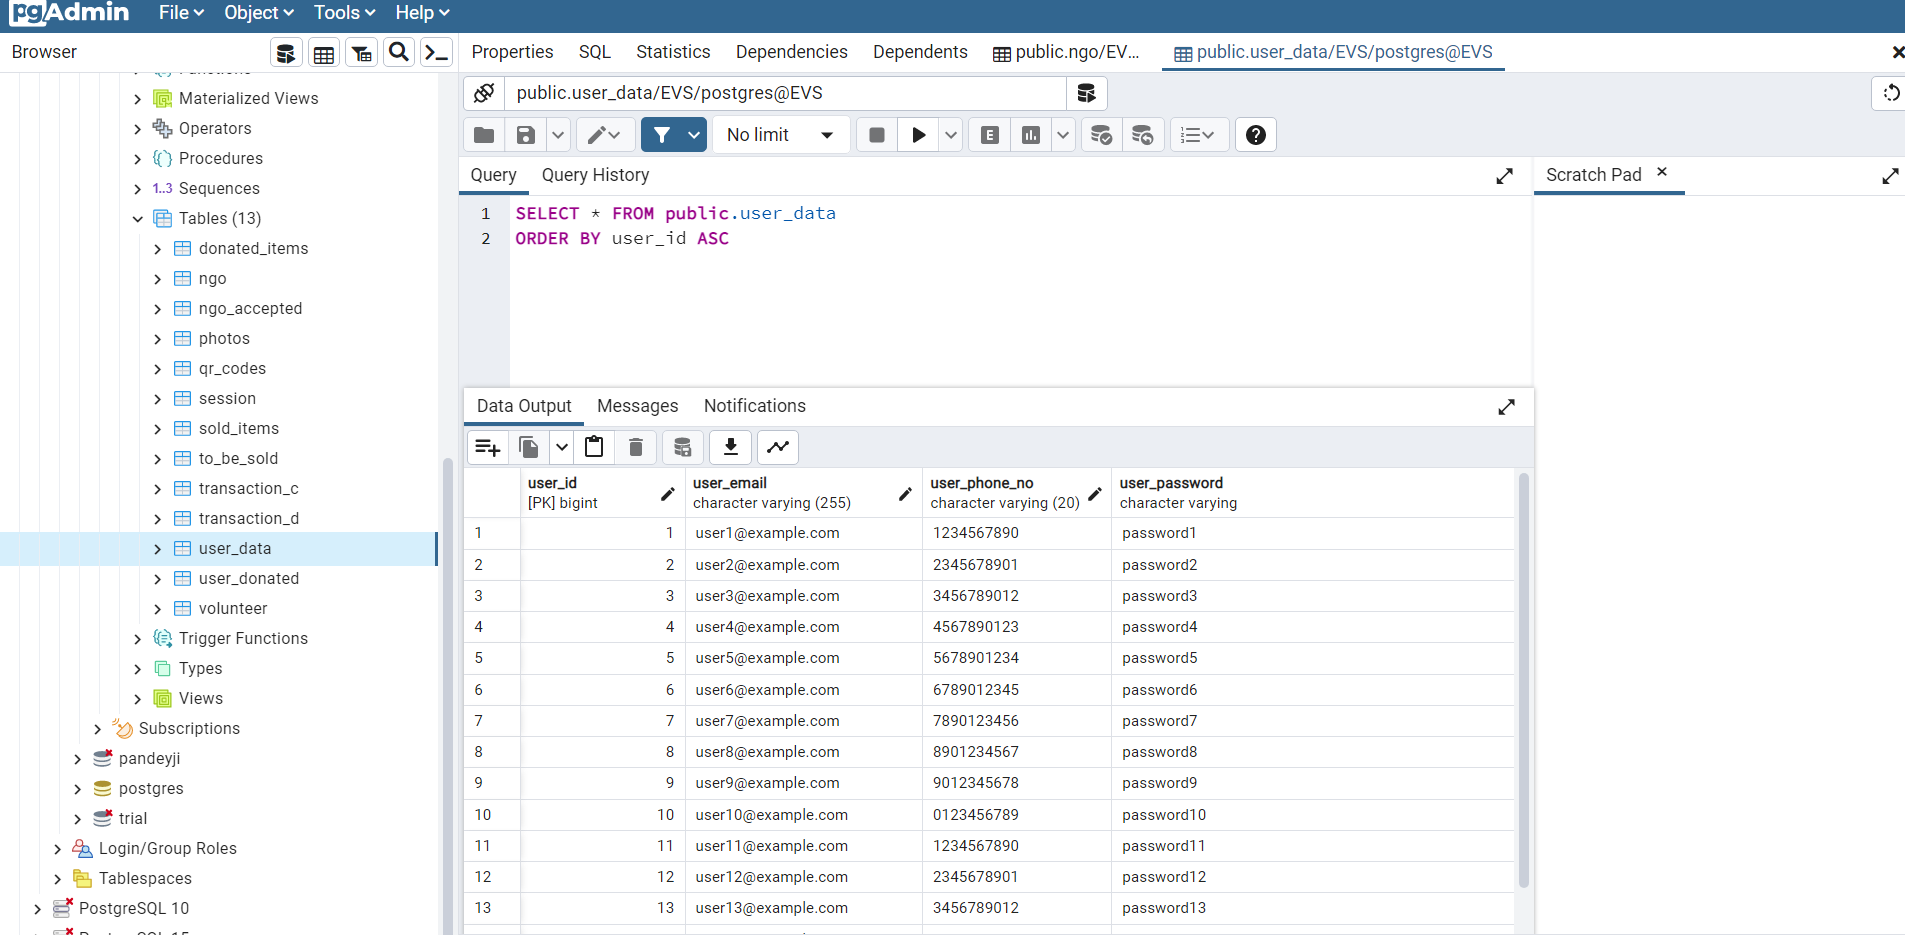 pgAdmin File Object Tools Help
Browser
Properties SQL Statistics Dependencies Dependents public.ngo/EV... public.user_data/EVS/postgres@EVS
public.user_data/EVS/postgres@EVS
No limit
E
Query Query History
Scratch Pad
1 SELECT * FROM public.user_data
2 ORDER BY user_id ASC
Functions
Materialized Views
Operators
Procedures
1..3 Sequences
Tables (13)
donated_items
ngo
ngo_accepted
photos
qr_codes
session
sold_items
to_be_sold
transaction_c
transaction_d
user_data
user_donated
volunteer
Trigger Functions
Types
Views
Subscriptions
pandeyji
postgres
trial
Login/Group Roles
Tablespaces
PostgreSQL 10
PostgreSQL 15
Data Output Messages Notifications
user_id user_email user_phone_no user_password
[PK] bigint character varying (255) character varying (20) character varying
1 1 user1@example.com 1234567890 password1
2 2 user2@example.com 2345678901 password2
3 3 user3@example.com 3456789012 password3
4 4 user4@example.com 4567890123 password4
5 5 user5@example.com 5678901234 password5
6 6 user6@example.com 6789012345 password6
7 7 user7@example.com 7890123456 password7
8 8 user8@example.com 8901234567 password8
9 9 user9@example.com 9012345678 password9
10 10 user10@example.com 0123456789 password10
11 11 user11@example.com 1234567890 password11
12 12 user12@example.com 2345678901 password12
13 13 user13@example.com 3456789012 password13